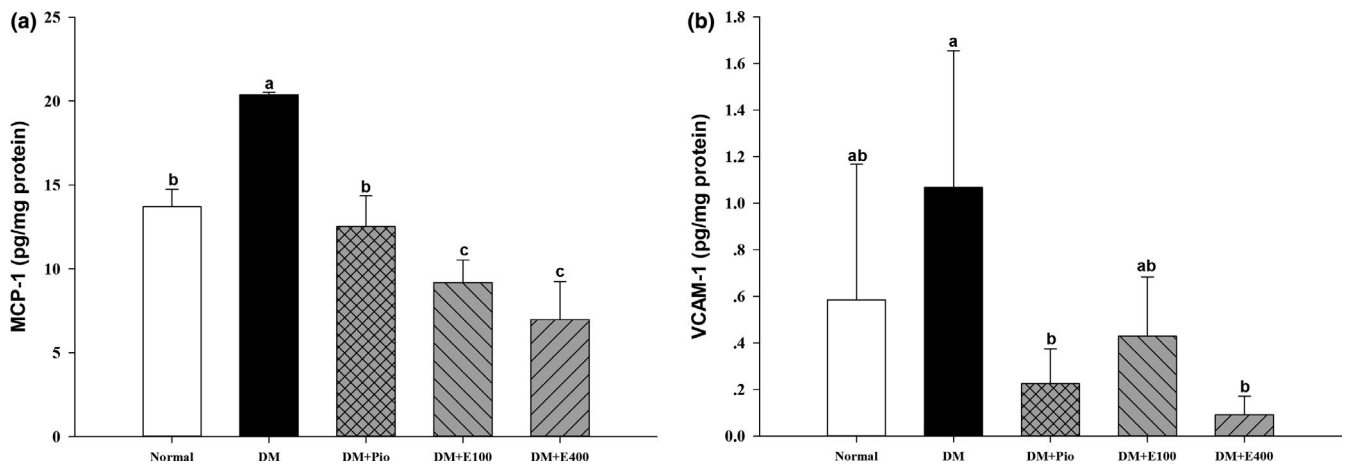 (a)
MCP-1 (pg/mg protein)
25
20
15
10
5
0
b
a
b
c
c
Normal
DM
DM+Pio
DM+E100
DM+E400
(b)
VCAM-1 (pg/mg protein)
1.8
1.6
1.4
1.2
1.0
.8
.6
.4
.2
0.0
ab
a
b
ab
b
Normal
DM
DM+Pio
DM+E100
DM+E400